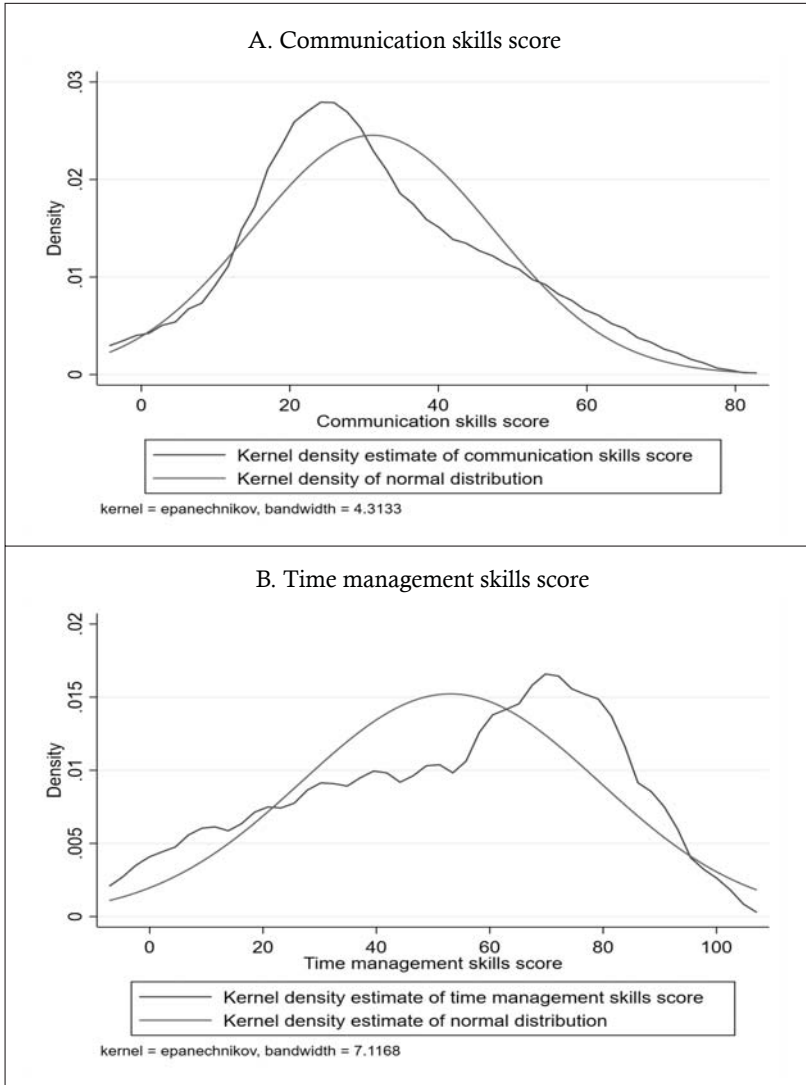 A. Communication skills score
.03
.02
.01
0
Density
0 20 40 60 80
Communication skills score
Kernel density estimate of communication skills score
Kernel density of normal distribution
kernel = epanechnikov, bandwidth = 4.3133
B. Time management skills score
.02
.015
.01
.005
0
Density
0 20 40 60 80 100
Time management skills score
Kernel density estimate of time management skills score
Kernel density estimate of normal distribution
kernel = epanechnikov, bandwidth = 7.1168